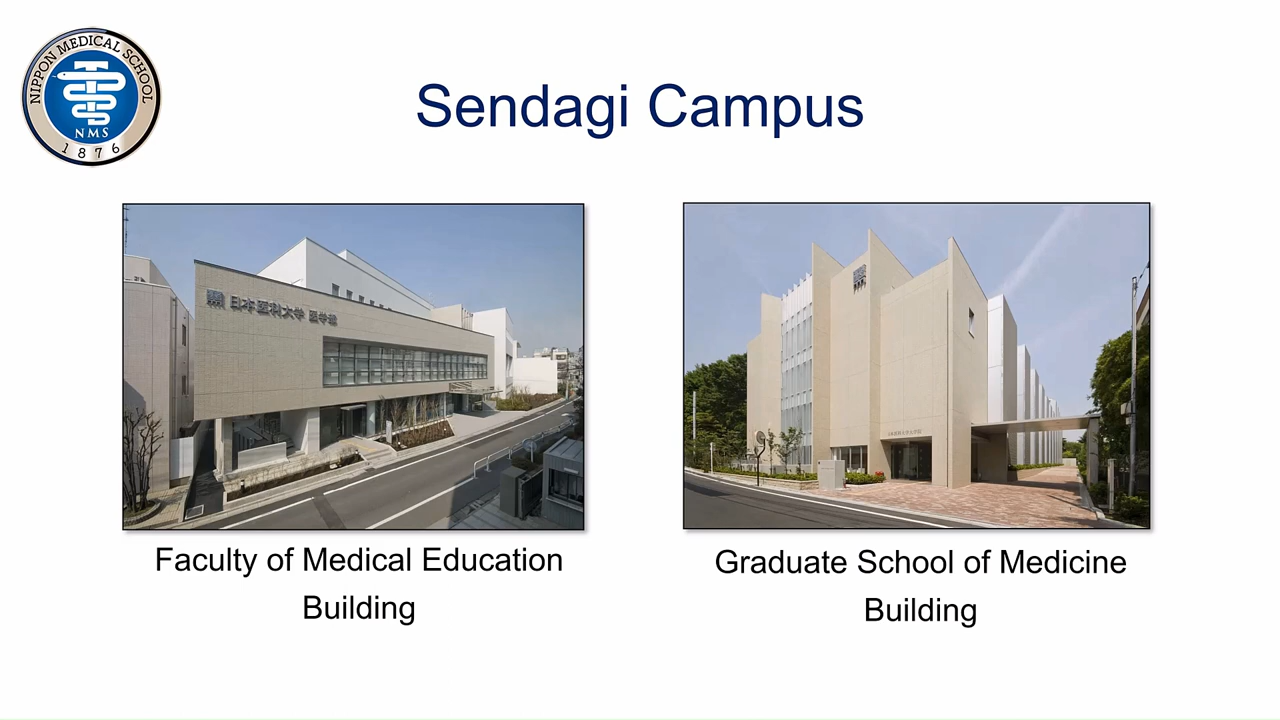 NIPPON MEDICAL SCHOOL
NMS
1876
Sendagi Campus
日本医科大学 医学部
Faculty of Medical Education
Building
Graduate School of Medicine
Building